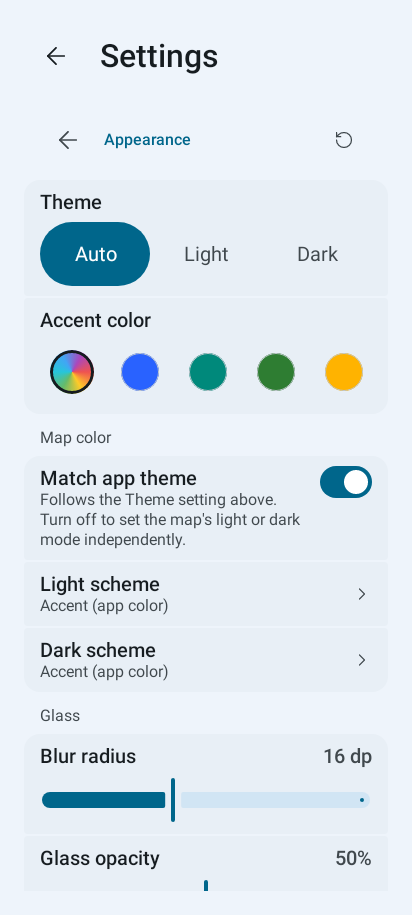 Settings
Appearance
Theme
Auto Light Dark
Accent color
Map color
Match app theme
Follows the Theme setting above.
Turn off to set the map's light or dark
mode independently.
Light scheme
Accent (app color)
Dark scheme
Accent (app color)
Glass
Blur radius 16 dp
Glass opacity 50%